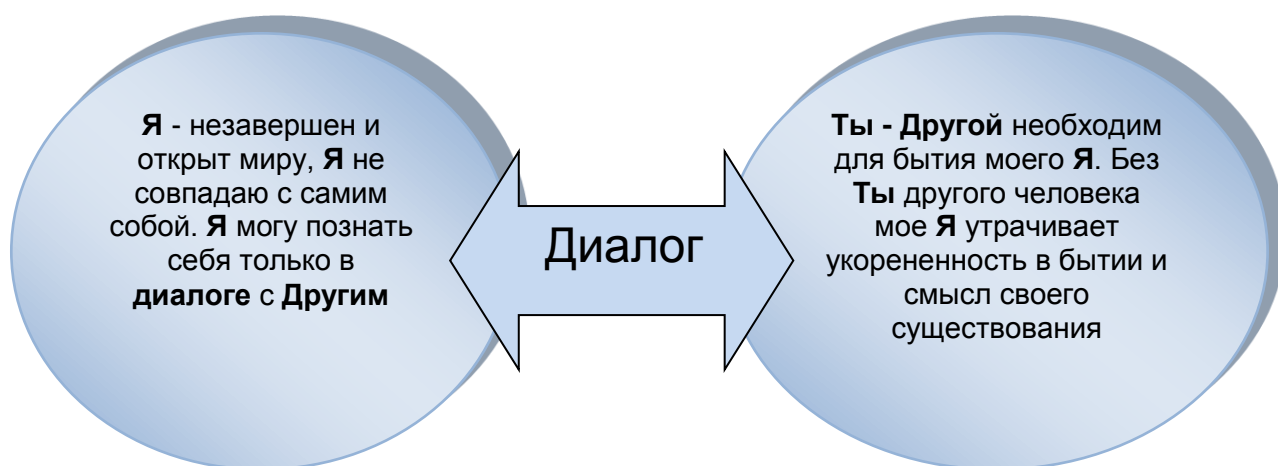 Я - незавершен и
открыт миру, Я не
совпадаю с самим
собой. Я могу познать
себя только в
диалоге с Другим
Диалог
Ты - Другой необходим
для бытия моего Я. Без
Ты другого человека
мое Я утрачивает
укорененность в бытии и
смысл своего
существования